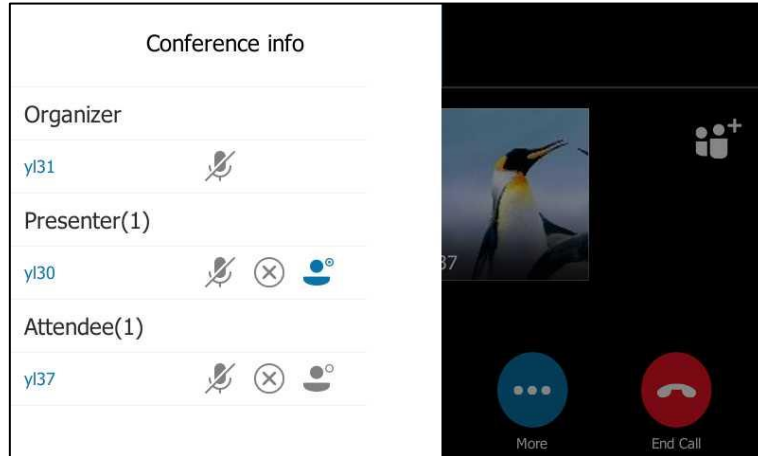 Conference info
Organizer
yl31
Presenter(1)
yl30
Attendee(1)
yl37
37
More
End Call